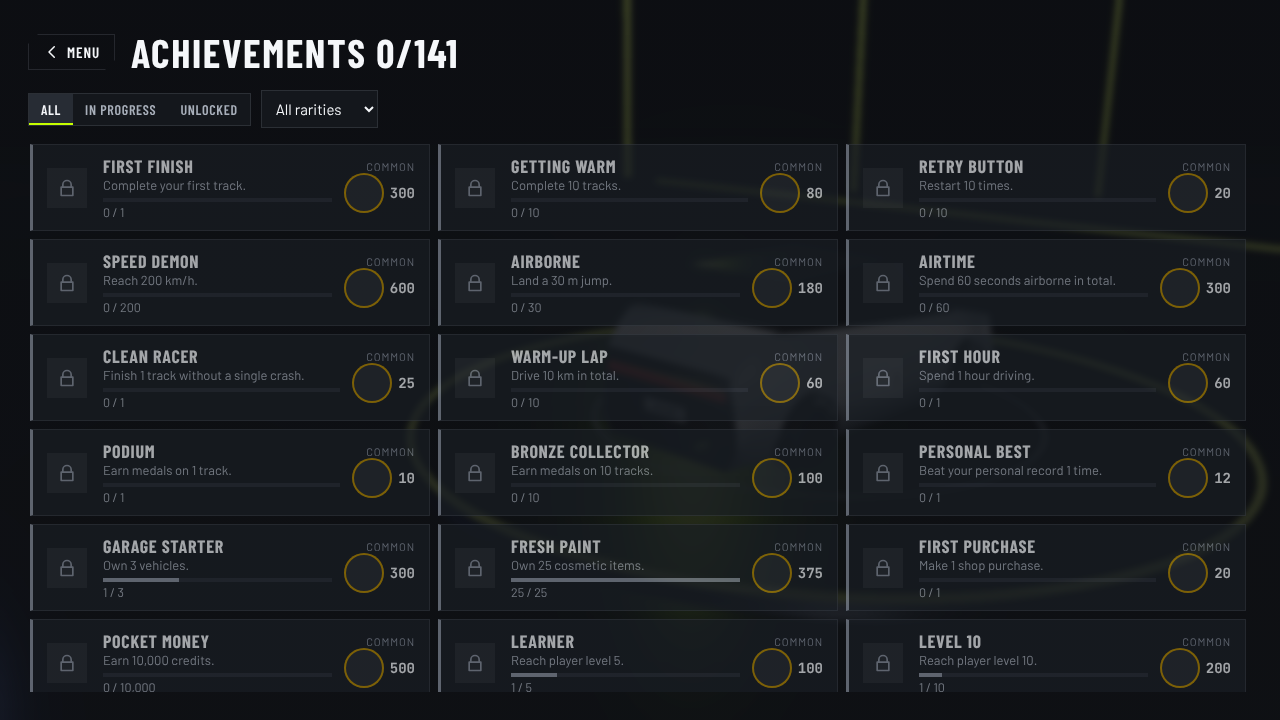 MENU
ACHIEVEMENTS 0/141
ALL
IN PROGRESS
UNLOCKED
All rarities
FIRST FINISH
COMMON
Complete your first track.
300
0 / 1
GETTING WARM
COMMON
Complete 10 tracks.
80
0 / 10
RETRY BUTTON
COMMON
Restart 10 times.
20
0 / 10
SPEED DEMON
COMMON
Reach 200 km/h.
600
0 / 200
AIRBORNE
COMMON
Land a 30 m jump.
180
0 / 30
AIRTIME
COMMON
Spend 60 seconds airborne in total.
300
0 / 60
CLEAN RACER
COMMON
Finish 1 track without a single crash.
25
0 / 1
WARM-UP LAP
COMMON
Drive 10 km in total.
60
0 / 10
FIRST HOUR
COMMON
Spend 1 hour driving.
60
0 / 1
PODIUM
COMMON
Earn medals on 1 track.
10
0 / 1
BRONZE COLLECTOR
COMMON
Earn medals on 10 tracks.
100
0 / 10
PERSONAL BEST
COMMON
Beat your personal record 1 time.
12
0 / 1
GARAGE STARTER
COMMON
Own 3 vehicles.
300
1 / 3
FRESH PAINT
COMMON
Own 25 cosmetic items.
375
25 / 25
FIRST PURCHASE
COMMON
Make 1 shop purchase.
20
0 / 1
POCKET MONEY
COMMON
Earn 10,000 credits.
500
0 / 10,000
LEARNER
COMMON
Reach player level 5.
100
1 / 5
LEVEL 10
COMMON
Reach player level 10.
200
1 / 10